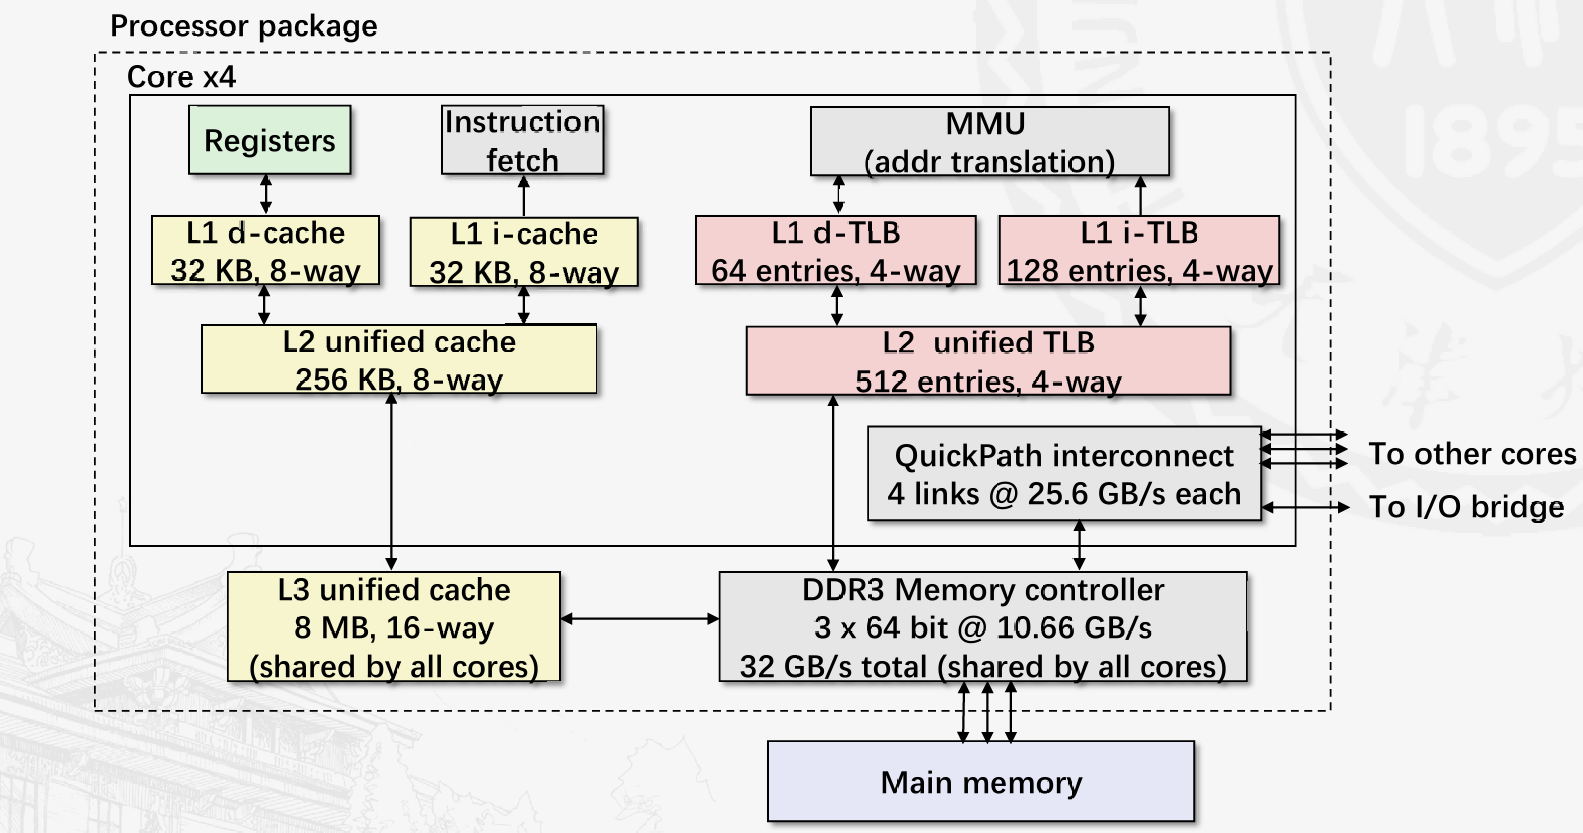 Processor package
Core x4
Registers
Instruction
fetch
MMU
(addr translation)
L1 d-cache
32 KB, 8-way
L1 i-cache
32 KB, 8-way
L1 d-TLB
64 entries, 4-way
L1 i-TLB
128 entries, 4-way
L2 unified cache
256 KB, 8-way
L2 unified TLB
512 entries, 4-way
QuickPath interconnect
4 links @ 25.6 GB/s each
To other cores
To I/O bridge
L3 unified cache
8 MB, 16-way
(shared by all cores)
DDR3 Memory controller
3 x 64 bit @ 10.66 GB/s
32 GB/s total (shared by all cores)
Main memory
1895